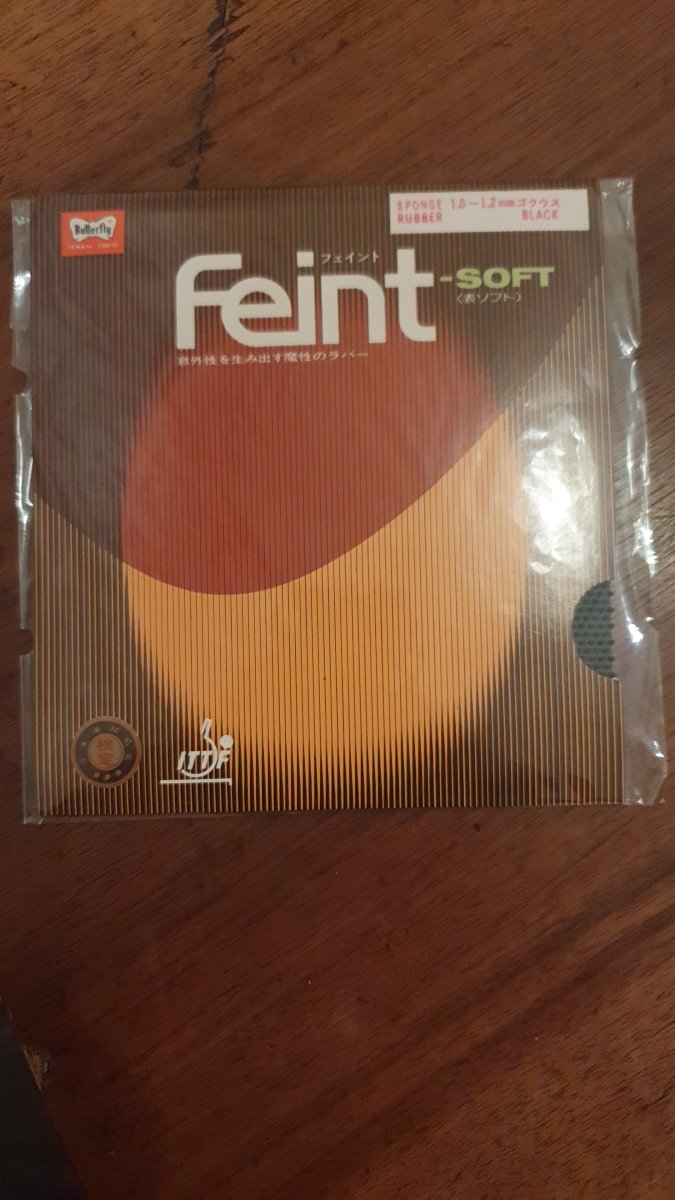 SPONGE 1.0~1.2mm ゴクウス
RUBBER BLACK
Butterfly
フェイント
Feint -SOFT
〈表ソフト〉
意外性を生み出す魔性のラバー
検定
ITTF